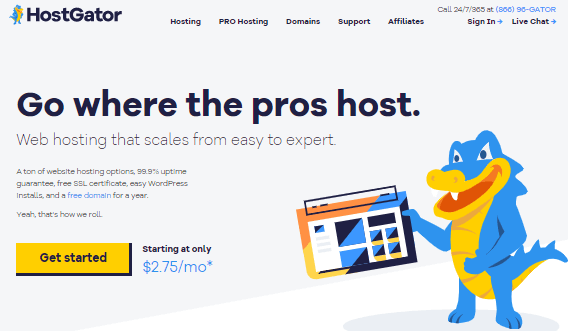 HostGator
Call 24/7/365 at (866) 96-GATOR
Hosting PRO Hosting Domains Support Affiliates Sign In → Live Chat →
Go where the pros host.
Web hosting that scales from easy to expert.
A ton of website hosting options, 99.9% uptime
guarantee, free SSL certificate, easy WordPress
installs, and a free domain for a year.
Yeah, that's how we roll.
Get started
Starting at only
$2.75/mo*